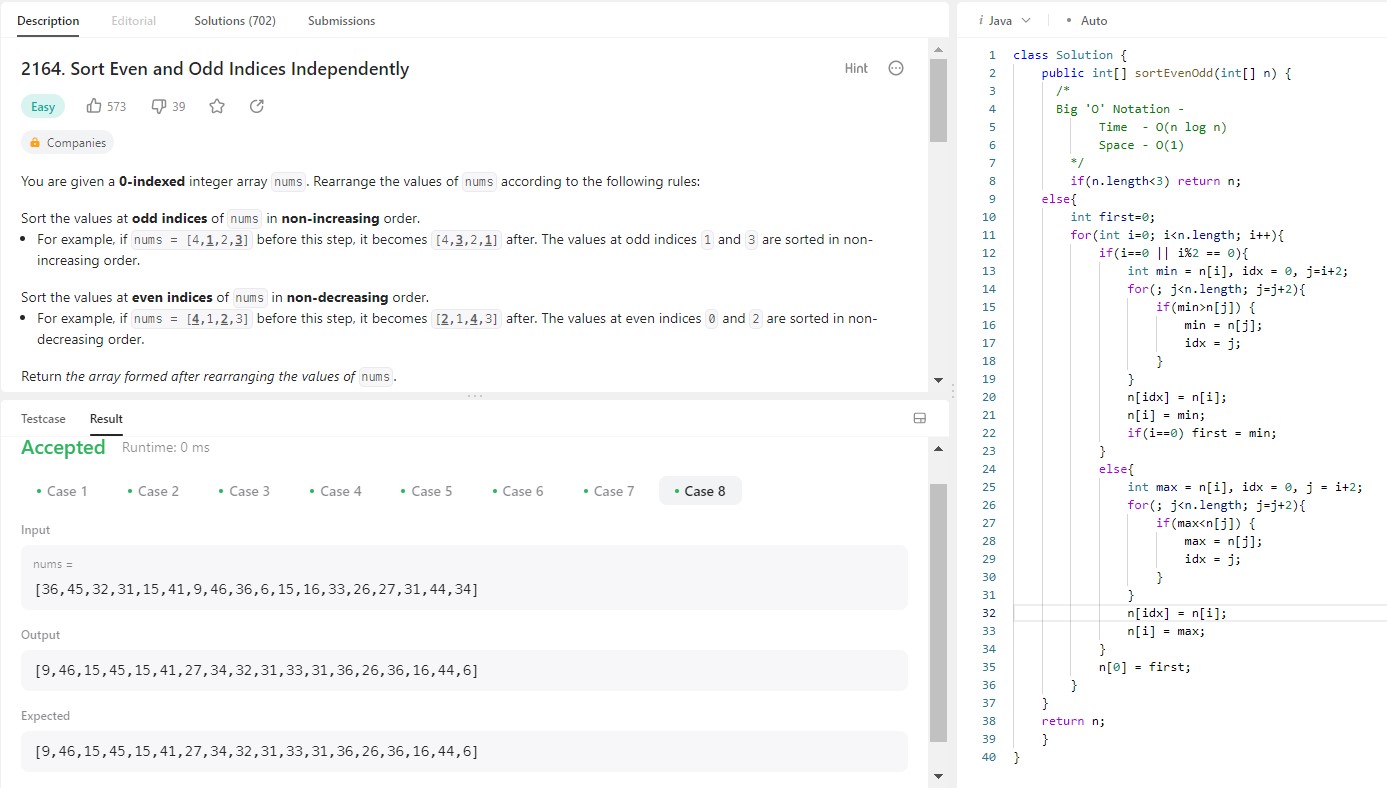 Description Editorial Solutions (702) Submissions
2164. Sort Even and Odd Indices Independently Hint
Easy 573 39
Companies
You are given a 0-indexed integer array nums. Rearrange the values of nums according to the following rules:
Sort the values at odd indices of nums in non-increasing order.
• For example, if nums = [4,1,2,3] before this step, it becomes [4,3,2,1] after. The values at odd indices 1 and 3 are sorted in non-
increasing order.
Sort the values at even indices of nums in non-decreasing order.
• For example, if nums = [4,1,2,3] before this step, it becomes [2,1,4,3] after. The values at even indices 0 and 2 are sorted in non-
decreasing order.
Return the array formed after rearranging the values of nums.
Testcase Result
Accepted Runtime: 0 ms
• Case 1 • Case 2 • Case 3 • Case 4 • Case 5 • Case 6 • Case 7 • Case 8
Input
nums =
[36,45,32,31,15,41,9,46,36,6,15,16,33,26,27,31,44,34]
Output
[9,46,15,45,15,41,27,34,32,31,33,31,36,26,36,16,44,6]
Expected
[9,46,15,45,15,41,27,34,32,31,33,31,36,26,36,16,44,6]
i Java • Auto
1 class Solution {
2 public int[] sortEvenOdd(int[] n) {
3 /*
4 Big 'O' Notation -
5 Time - O(n log n)
6 Space - O(1)
7 */
8 if(n.length<3) return n;
9 else{
10 int first=0;
11 for(int i=0; i<n.length; i++){
12 if(i==0 || i%2 == 0){
13 int min = n[i], idx = 0, j=i+2;
14 for(; j<n.length; j=j+2){
15 if(min>n[j]) {
16 min = n[j];
17 idx = j;
18 }
19 }
20 n[idx] = n[i];
21 n[i] = min;
22 if(i==0) first = min;
23 }
24 else{
25 int max = n[i], idx = 0, j = i+2;
26 for(; j<n.length; j=j+2){
27 if(max<n[j]) {
28 max = n[j];
29 idx = j;
30 }
31 }
32 n[idx] = n[i];
33 n[i] = max;
34 }
35 n[0] = first;
36 }
37 }
38 return n;
39 }
40 }